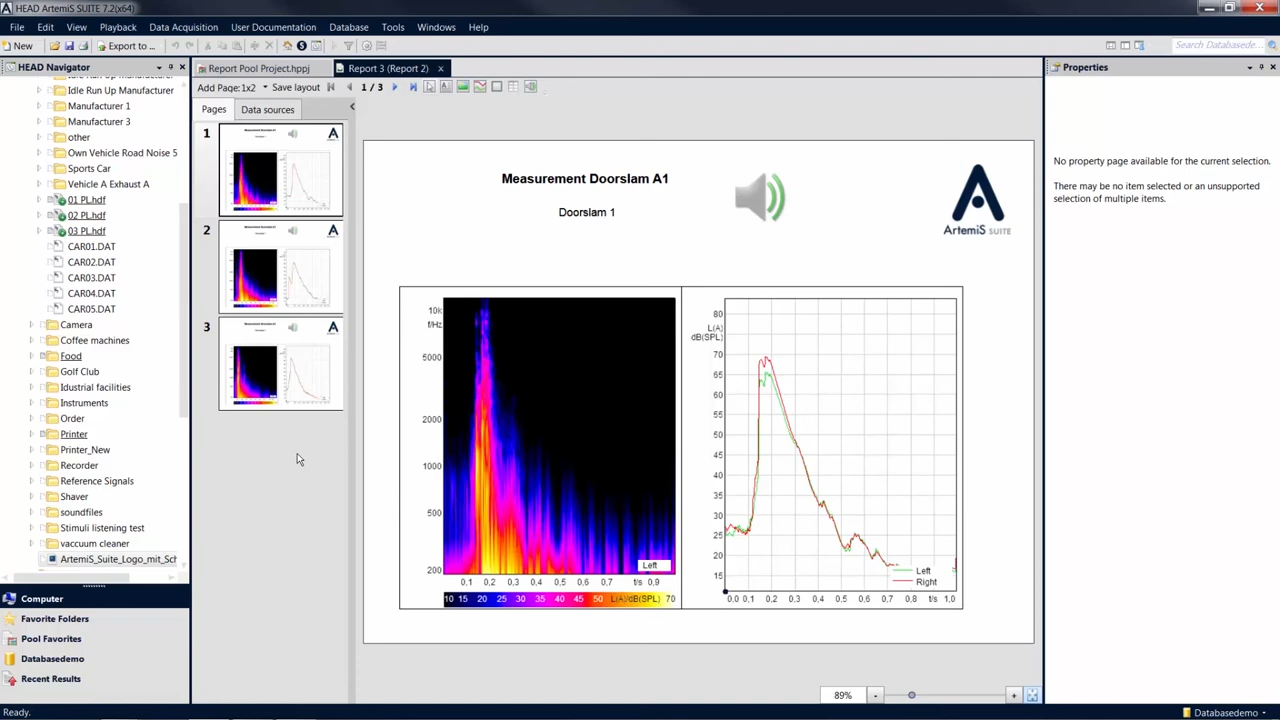 HEAD ArtemiS SUITE 7.2(x64)
File Edit View Playback Data Acquisition User Documentation Database Tools Windows Help
New Export to ... Search Databasede...
HEAD Navigator
Report Pool Project.hppj
Report 3 (Report 2)
Properties
Add Page:1x2 Save layout 1 / 3
Pages Data sources
Idle Run Up Manufacturer
Manufacturer 1
Manufacturer 3
other
Own Vehicle Road Noise 5
Sports Car
Vehicle A Exhaust A
01 PL.hdf
02 PL.hdf
03 PL.hdf
CAR01.DAT
CAR02.DAT
CAR03.DAT
CAR04.DAT
CAR05.DAT
Camera
Coffee machines
Food
Golf Club
Idustrial facilities
Instruments
Order
Printer
Printer_New
Recorder
Reference Signals
Shaver
soundfiles
Stimuli listening test
vaccuum cleaner
ArtemiS_Suite_Logo_mit_Sch
Computer
Favorite Folders
Pool Favorites
Databasedemo
Recent Results
1
2
3
Measurement Doorslam A1
Doorslam 1
ArtemiS SUITE
10k
f/Hz
5000
2000
1000
500
200
Left
0,1 0,2 0,3 0,4 0,5 0,6 0,7 t/s 0,9
10 15 20 25 30 35 40 45 50 L(A)/dB(SPL) 70
80
L(A)
dB(SPL)
70
65
60
55
50
45
40
35
30
25
20
15
Left
Right
0,0 0,1 0,2 0,3 0,4 0,5 0,6 0,7 0,8 t/s 1,0
No property page available for the current selection.
There may be no item selected or an unsupported
selection of multiple items.
89% - +
Ready.
Databasedemo